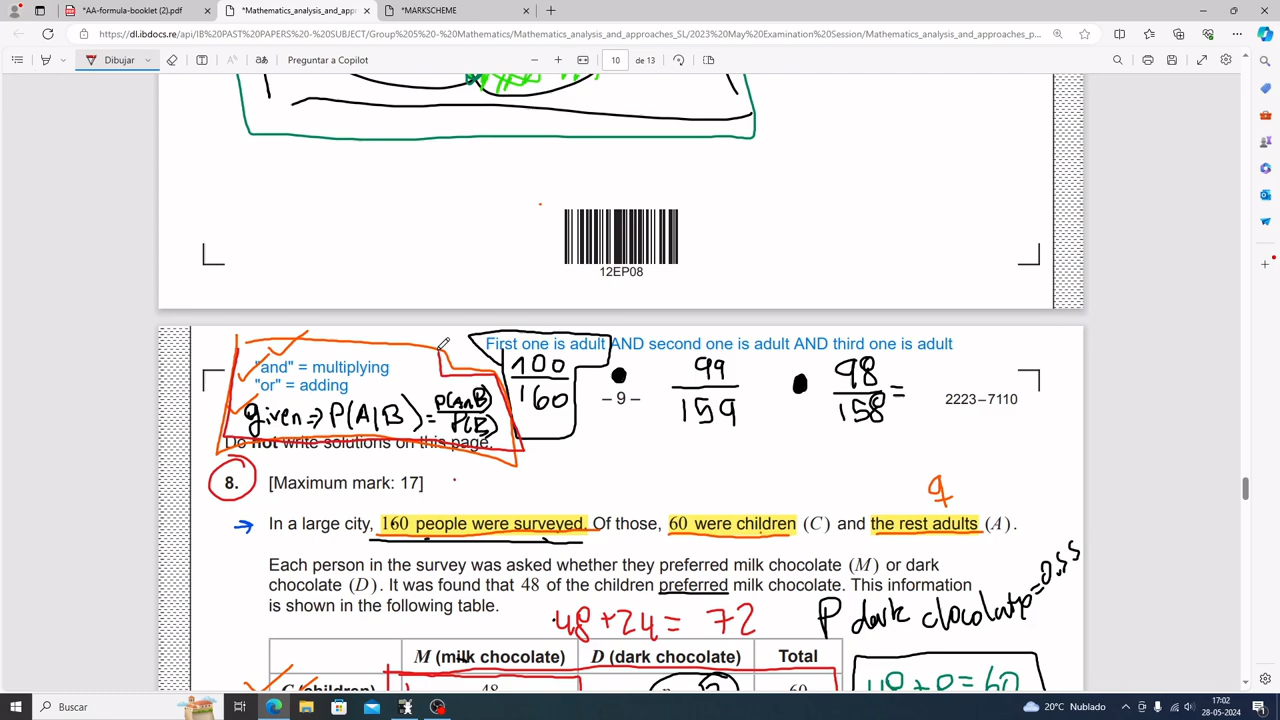 *AA-formula-booklet (2).pdf
*Mathematics_analysis_and_app
*MARKSCHEME
https://dl.ibdocs.re/api/IB%20PAST%20PAPERS%20-%20SUBJECT/Group%205%20-%20Mathematics/Mathematics_analysis_and_approaches_SL/2023%20May%20Examination%20Session/Mathematics_analysis_and_approaches_p...
Dibujar
Preguntar a Copilot
10 de 13
12EP08
First one is adult AND second one is adult AND third one is adult
"and" = multiplying
"or" = adding
given => P(A|B) = P(A∩B)/P(B)
100/160 • 99/159 • 98/158 =
– 9 –
2223–7110
Do not write solutions on this page.
8. [Maximum mark: 17]
In a large city, 160 people were surveyed. Of those, 60 were children (C) and the rest adults (A).
Each person in the survey was asked whether they preferred milk chocolate (M) or dark
chocolate (D). It was found that 48 of the children preferred milk chocolate. This information
is shown in the following table.
48+24= 72
P dark clocolate=0,55
M (milk chocolate) D (dark chocolate) Total
C (children) 48 60
Buscar
20°C Nublado
17:02
28-05-2024